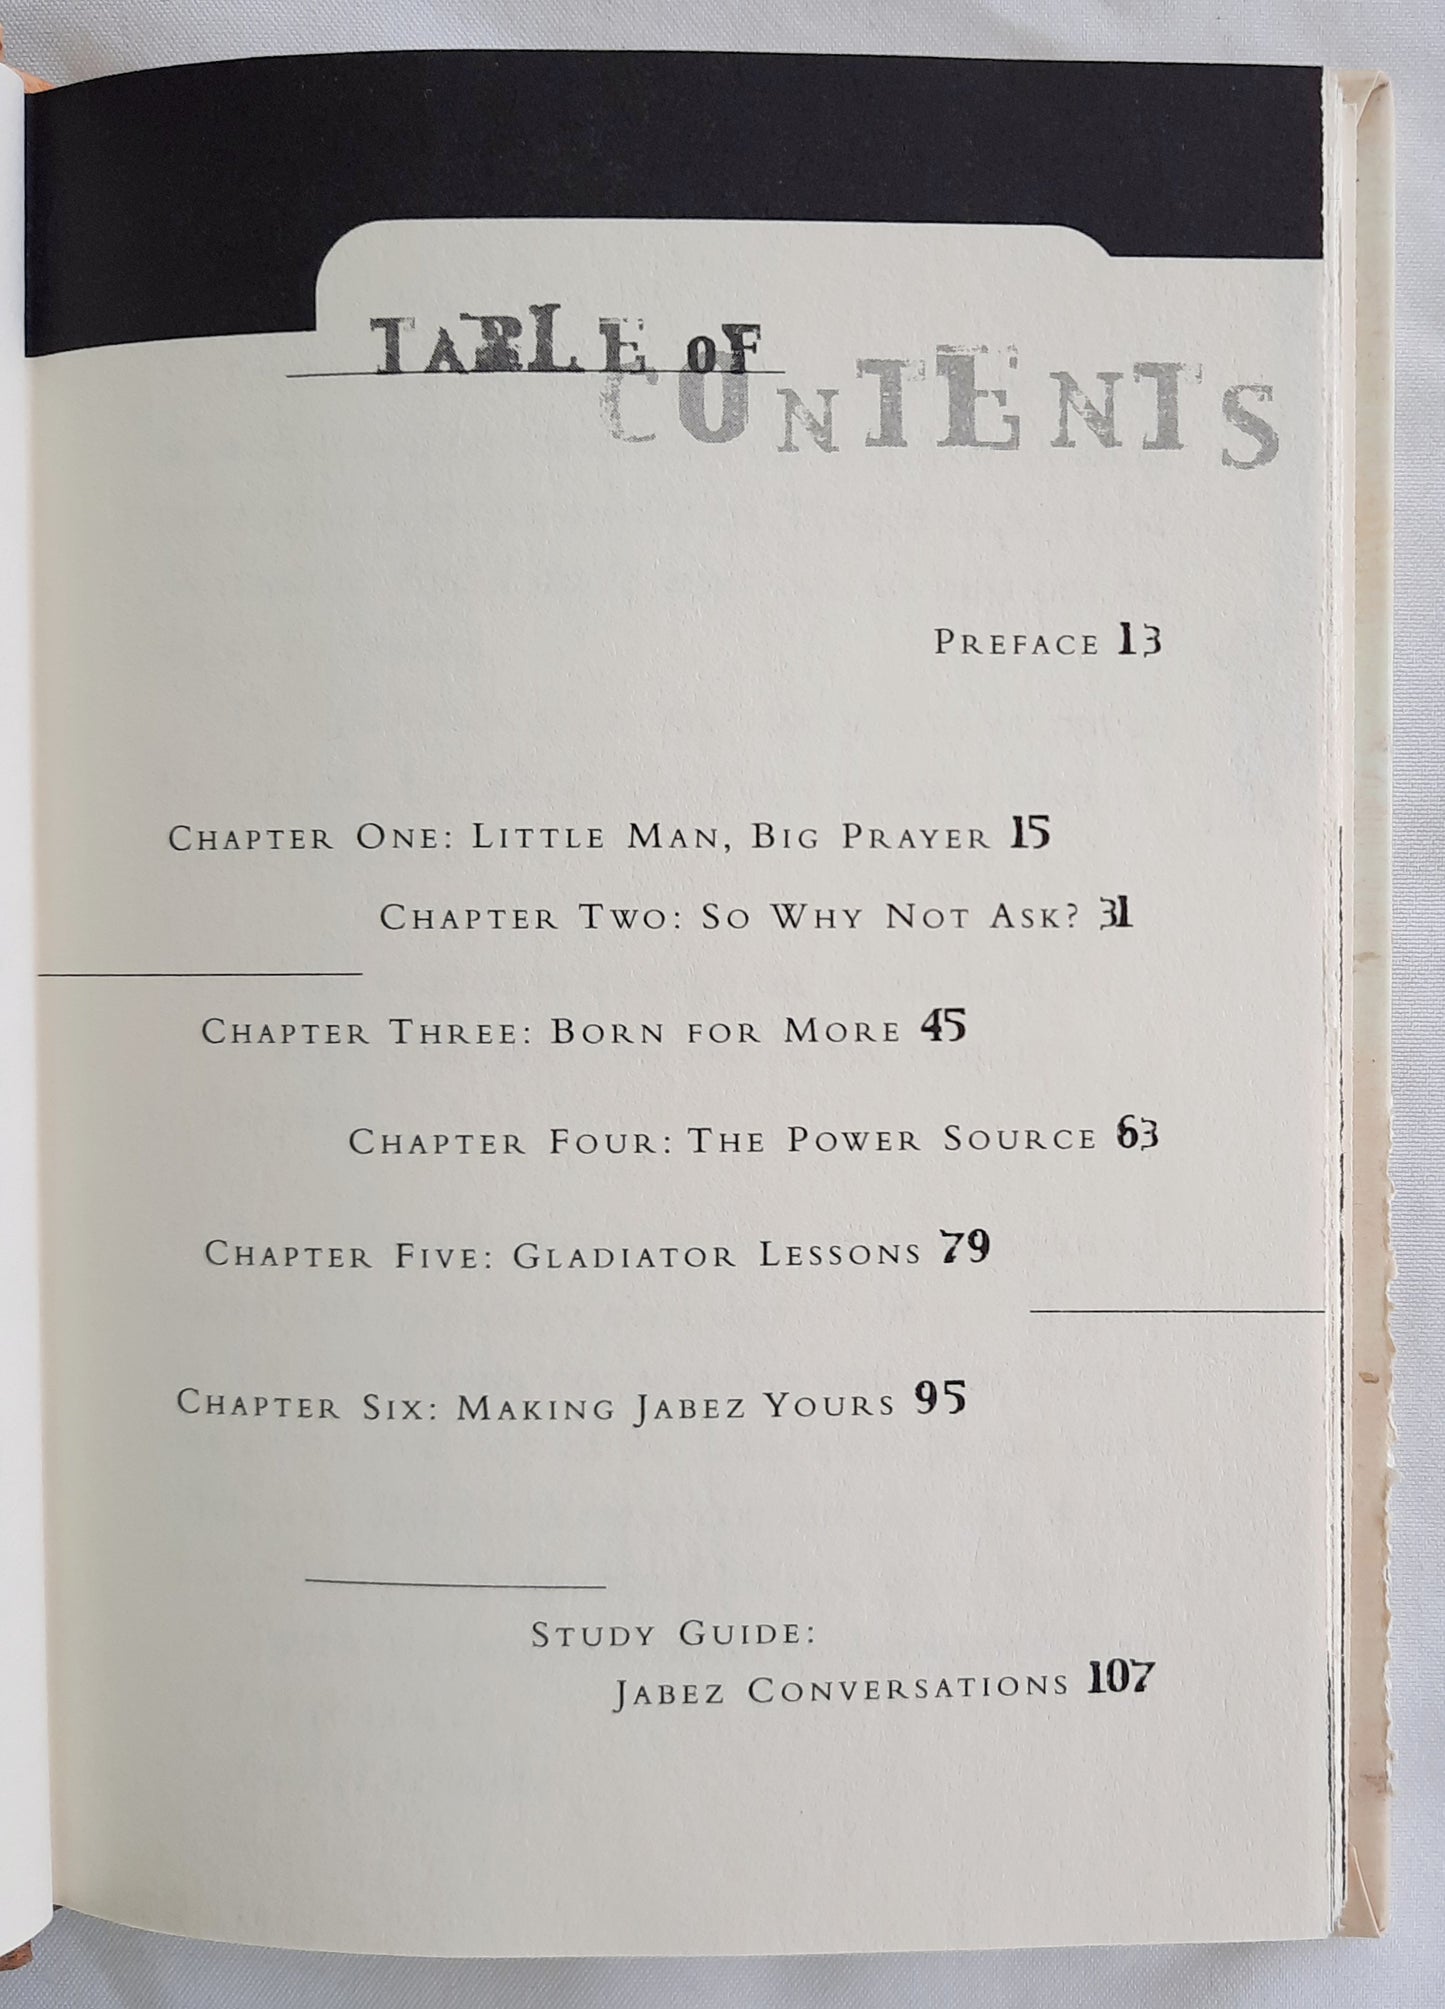 TABLE OF
CONTENTS
PREFACE 13
CHAPTER ONE: LITTLE MAN, BIG PRAYER 15
CHAPTER TWO: SO WHY NOT ASK? 31
CHAPTER THREE: BORN FOR MORE 45
CHAPTER FOUR: THE POWER SOURCE 63
CHAPTER FIVE: GLADIATOR LESSONS 79
CHAPTER SIX: MAKING JABEZ YOURS 95
STUDY GUIDE:
JABEZ CONVERSATIONS 107